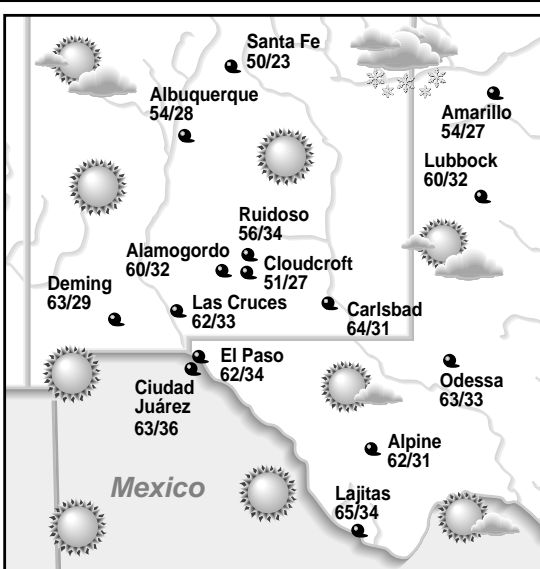 Santa Fe
50/23
Albuquerque
54/28
Amarillo
54/27
Lubbock
60/32
Ruidoso
56/34
Alamogordo
60/32
Cloudcroft
51/27
Deming
63/29
Las Cruces
62/33
Carlsbad
64/31
El Paso
62/34
Ciudad
Juárez
63/36
Odessa
63/33
Alpine
62/31
Mexico
Lajitas
65/34